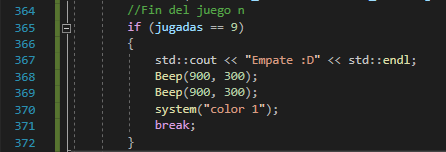 364 //Fin del juego n
365 if (jugadas == 9)
366 {
367 std::cout << "Empate :D" << std::endl;
368 Beep(900, 300);
369 Beep(900, 300);
370 system("color 1");
371 break;
372 }